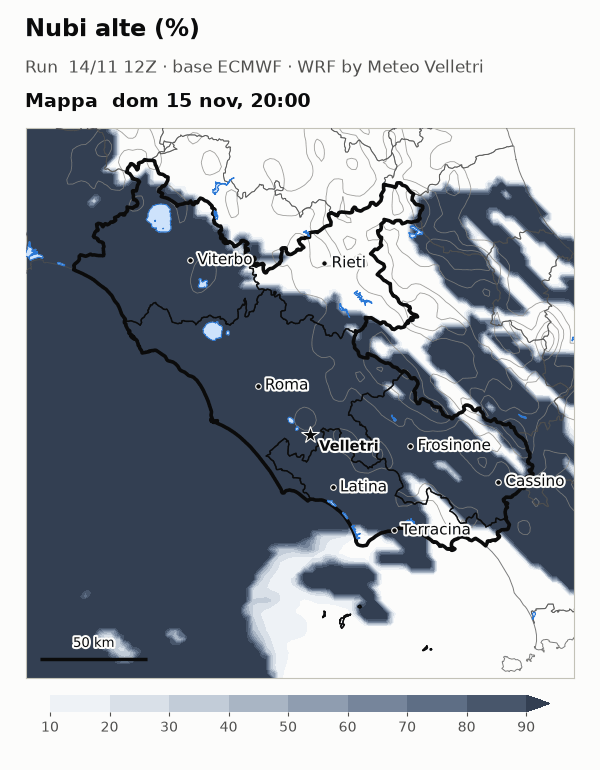 Nubi alte (%)
Run  14/11 12Z · base ECMWF · WRF by Meteo Velletri
Mappa  dom 15 nov, 20:00
Viterbo
Rieti
Roma
Velletri
Frosinone
Cassino
Latina
Terracina
50 km
10 20 30 40 50 60 70 80 90